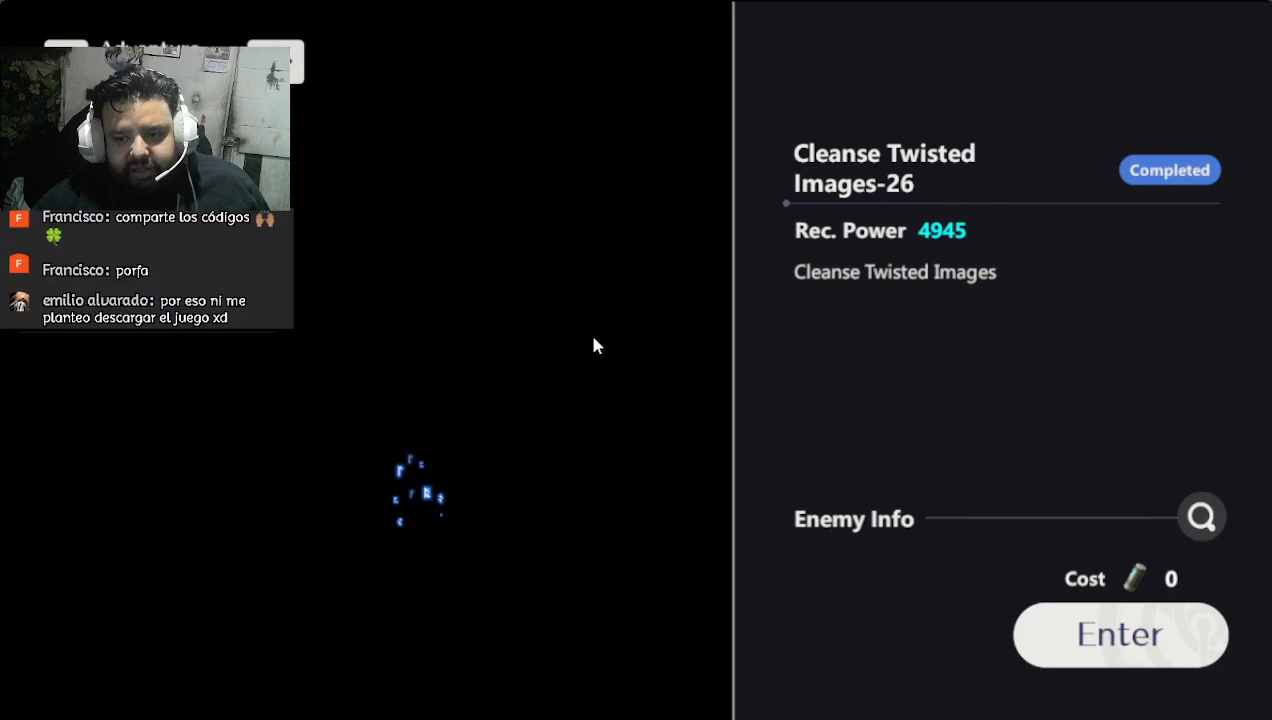 Adventure
Francisco: comparte los códigos 🙌🏽
🍀
Francisco: porfa
emilio alvarado: por eso ni me
planteo descargar el juego xd
Cleanse Twisted
Images-26
Completed
Rec. Power 4945
Cleanse Twisted Images
Enemy Info
Cost 0
Enter